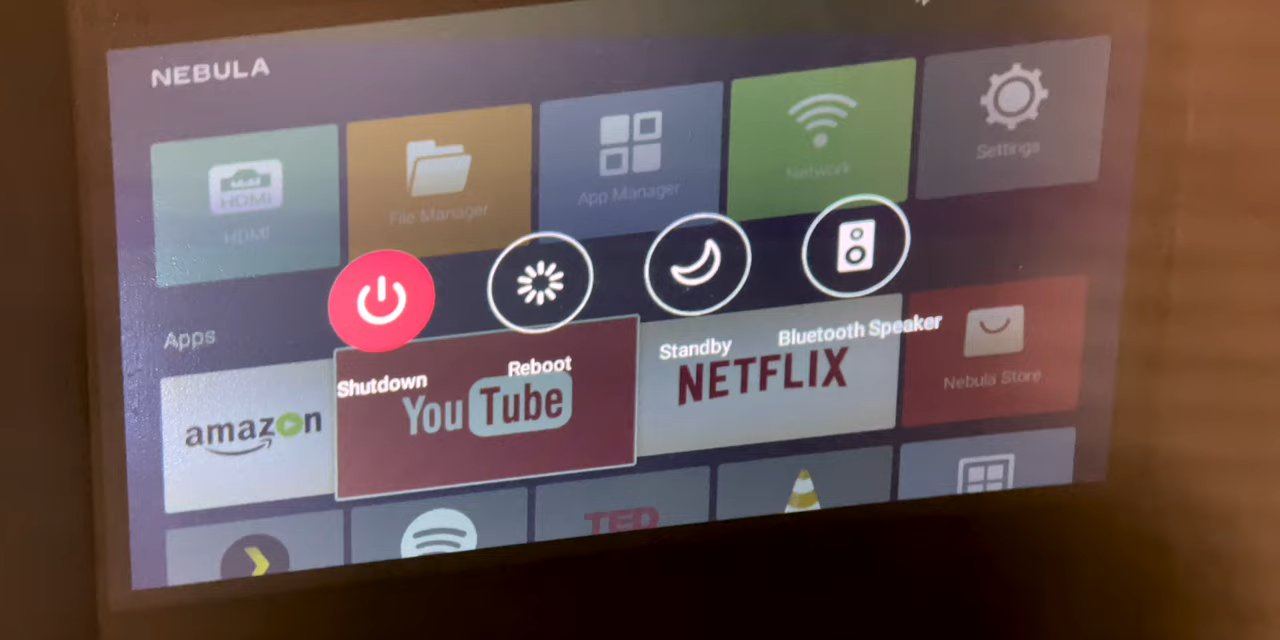 NEBULA
HDMI
HDMI
File Manager
App Manager
Network
Settings
Apps
Shutdown
Reboot
Standby
Bluetooth Speaker
amazon
YouTube
NETFLIX
Nebula Store
TED